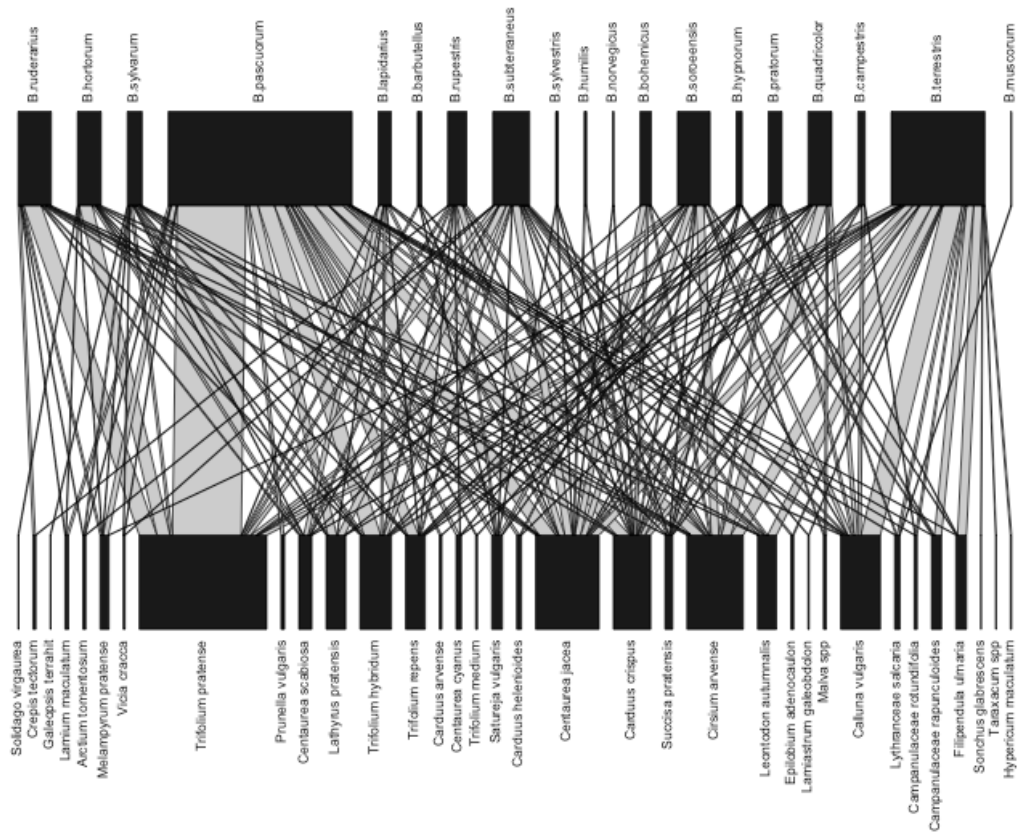 B.ruderarius
B.hortorum
B.sylvarum
B.pascuorum
B.lapidarius
B.barbutellus
B.rupestris
B.subterraneus
B.sylvestris
B.humilis
B.norvegicus
B.bohemicus
B.soroeensis
B.hypnorum
B.pratorum
B.quadricolor
B.campestris
B.terrestris
B.muscorum
Solidago virgaurea
Crepis tectorum
Galeopsis terrahit
Lamium maculatum
Arctium tomentosum
Melampyrum pratense
Vicia cracca
Trifolium pratense
Prunella vulgaris
Centaurea scabiosa
Lathyrus pratensis
Trifolium hybridum
Trifolium repens
Carduus arvense
Centaurea cyanus
Trifolium medium
Satureja vulgaris
Carduus helenioides
Centaurea jacea
Carduus crispus
Succisa pratensis
Cirsium arvense
Leontodon autumnalis
Epilobium adenocaulon
Lamiastrum galeobdolon
Malva spp
Calluna vulgaris
Lythranceae salicaria
Campanulaceae rotundifolia
Campanulaceae rapunculoides
Filipendula ulmaria
Sonchus glabrescens
Taraxacum spp
Hypericum maculatum